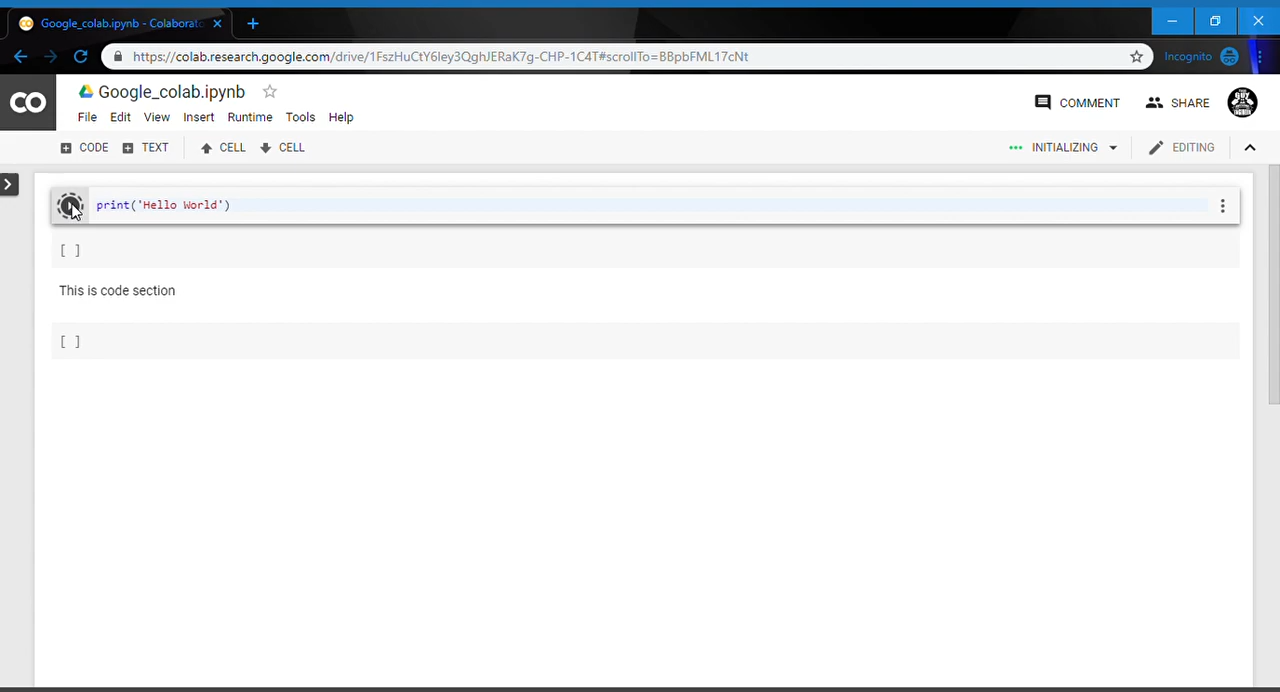 Google_colab.ipynb - Colaborato
https://colab.research.google.com/drive/1FszHuCtY6ley3QghJERaK7g-CHP-1C4T#scrollTo=BBpbFML17cNt
Incognito
CO
Google_colab.ipynb
COMMENT
SHARE
File Edit View Insert Runtime Tools Help
CODE TEXT CELL CELL
INITIALIZING
EDITING
print('Hello World')
[ ]
This is code section
[ ]